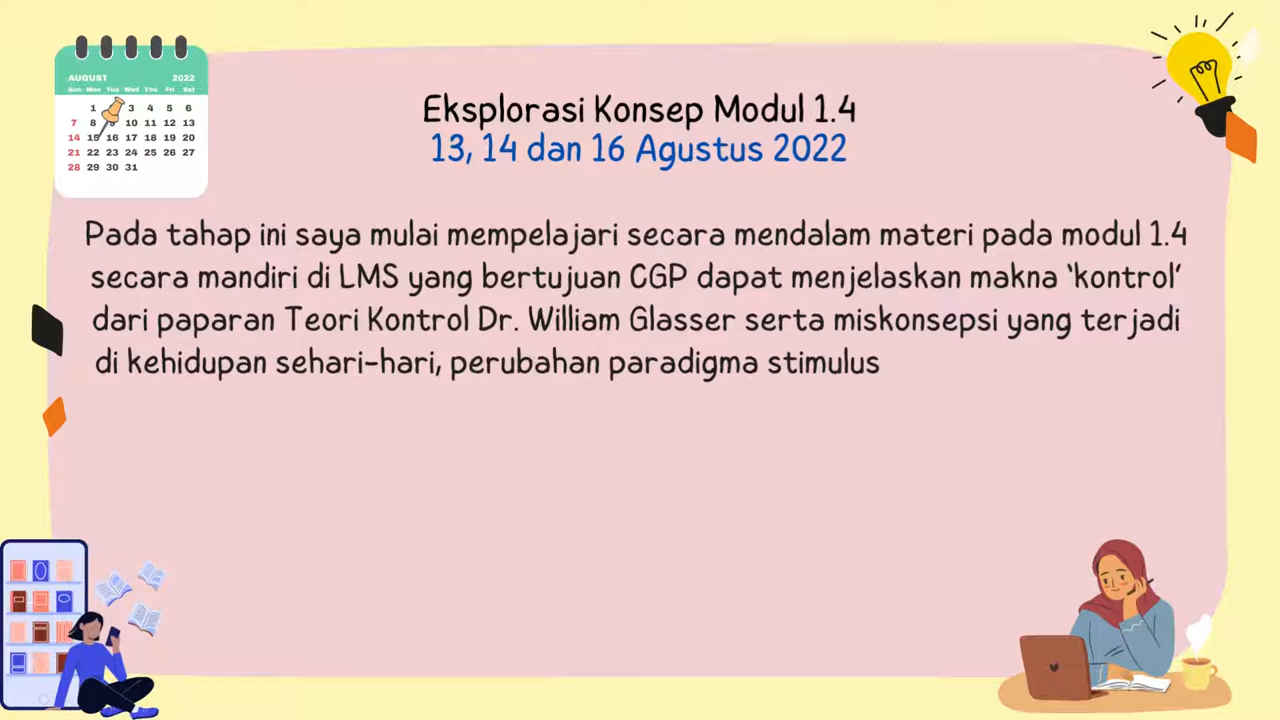 AUGUST 2022
Sun Mon Tue Wed Thu Fri Sat
1 3 4 5 6
7 8 10 11 12 13
14 15 16 17 18 19 20
21 22 23 24 25 26 27
28 29 30 31
Eksplorasi Konsep Modul 1.4
13, 14 dan 16 Agustus 2022
Pada tahap ini saya mulai mempelajari secara mendalam materi pada modul 1.4
secara mandiri di LMS yang bertujuan CGP dapat menjelaskan makna ‘kontrol’
dari paparan Teori Kontrol Dr. William Glasser serta miskonsepsi yang terjadi
di kehidupan sehari-hari, perubahan paradigma stimulus